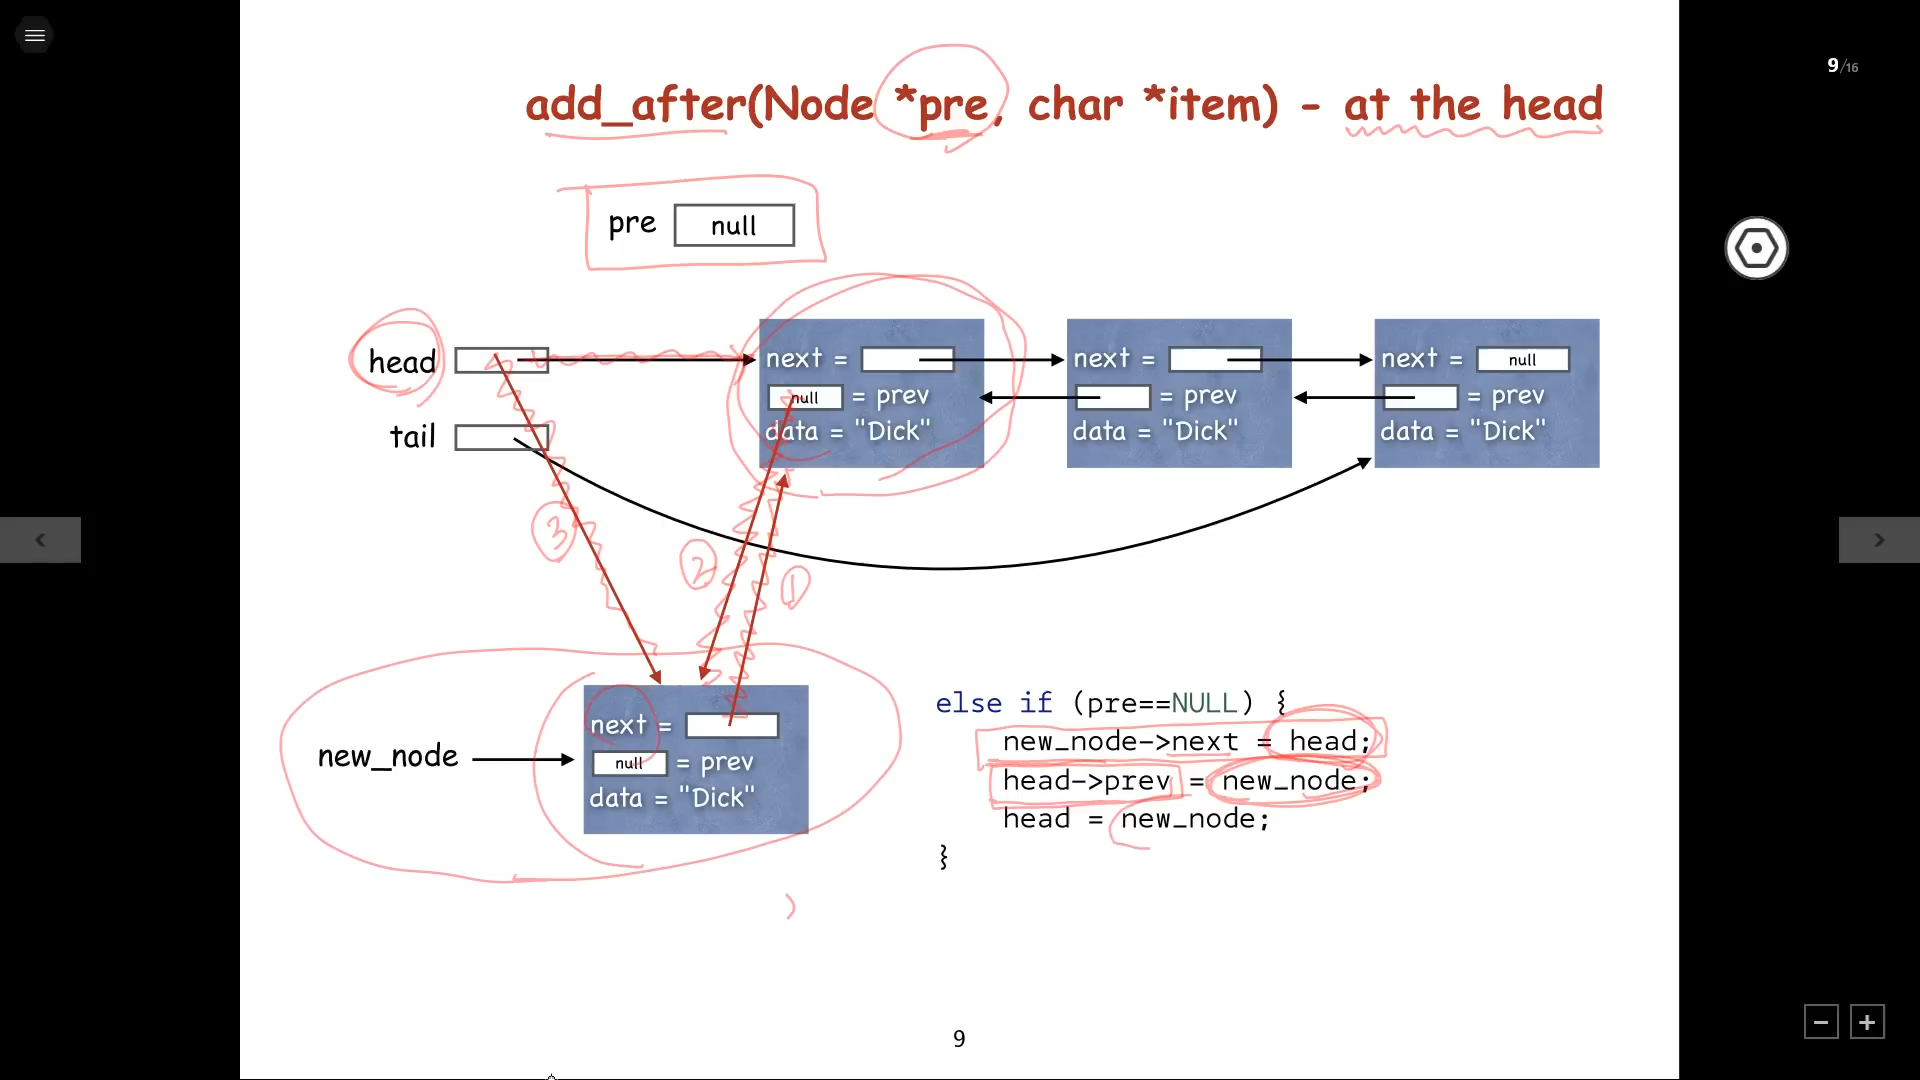 9/16
add_after(Node *pre, char *item) - at the head
pre null
head
tail
next =
null = prev
data = "Dick"
next =
= prev
data = "Dick"
next = null
= prev
data = "Dick"
3
2
1
new_node
next =
null = prev
data = "Dick"
else if (pre==NULL) {
new_node->next = head;
head->prev = new_node;
head = new_node;
}
9